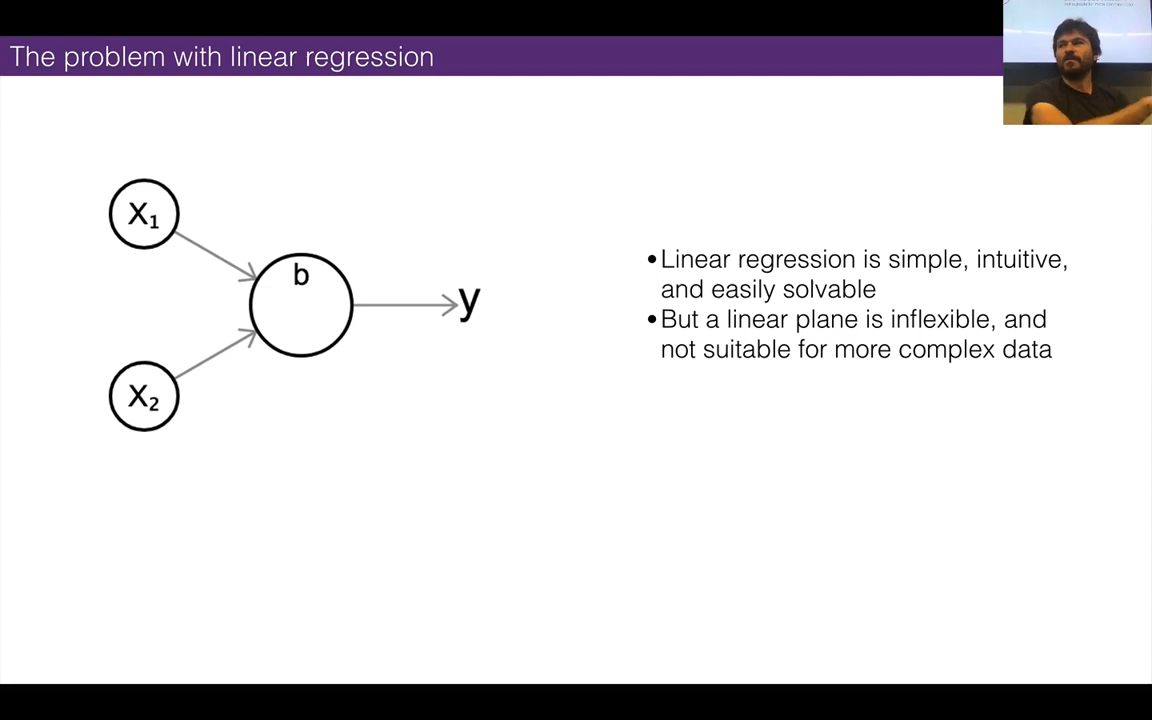 The problem with linear regression
X₁
b
y
X₂
•Linear regression is simple, intuitive,
and easily solvable
•But a linear plane is inflexible, and
not suitable for more complex data